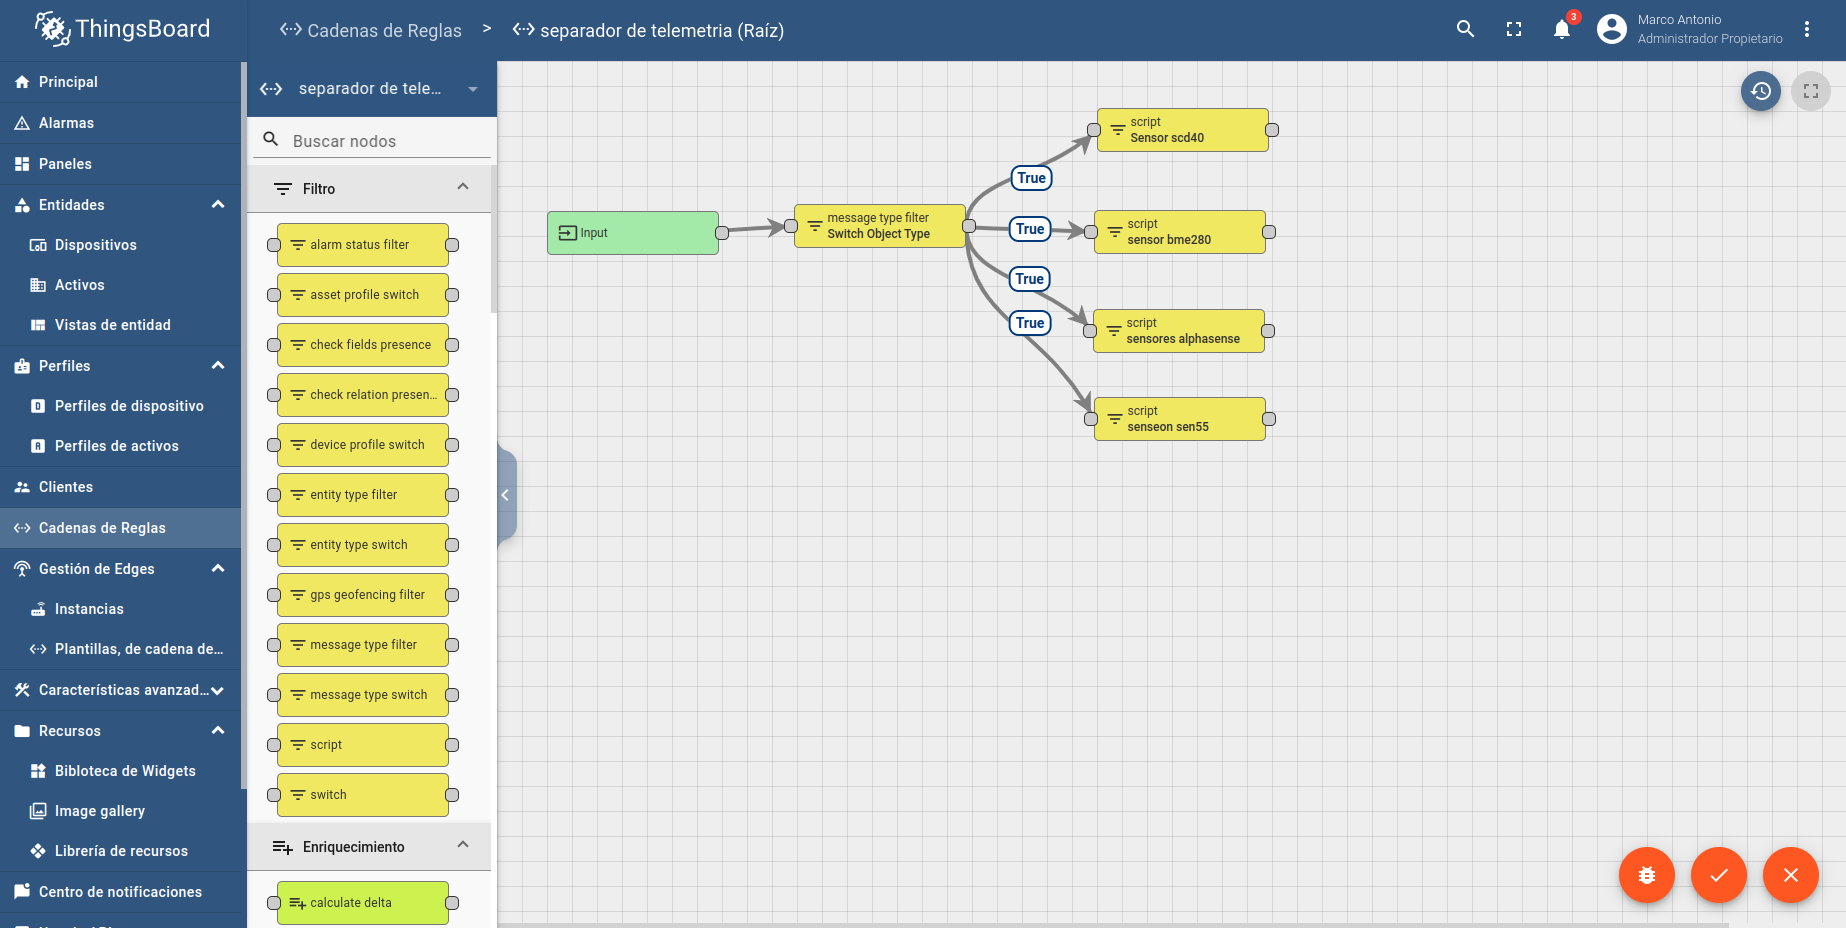 ThingsBoard
Cadenas de Reglas > separador de telemetria (Raíz)
3
Marco Antonio
Administrador Propietario
Principal
Alarmas
Paneles
Entidades
Dispositivos
Activos
Vistas de entidad
Perfiles
Perfiles de dispositivo
Perfiles de activos
Clientes
Cadenas de Reglas
Gestión de Edges
Instancias
Plantillas, de cadena de...
Características avanzad...
Recursos
Bibloteca de Widgets
Image gallery
Librería de recursos
Centro de notificaciones
separador de tele...
Buscar nodos
Filtro
alarm status filter
asset profile switch
check fields presence
check relation presen...
device profile switch
entity type filter
entity type switch
gps geofencing filter
message type filter
message type switch
script
switch
Enriquecimiento
calculate delta
Input
message type filter
Switch Object Type
True
True
True
True
script
Sensor scd40
script
sensor bme280
script
sensores alphasense
script
senseon sen55